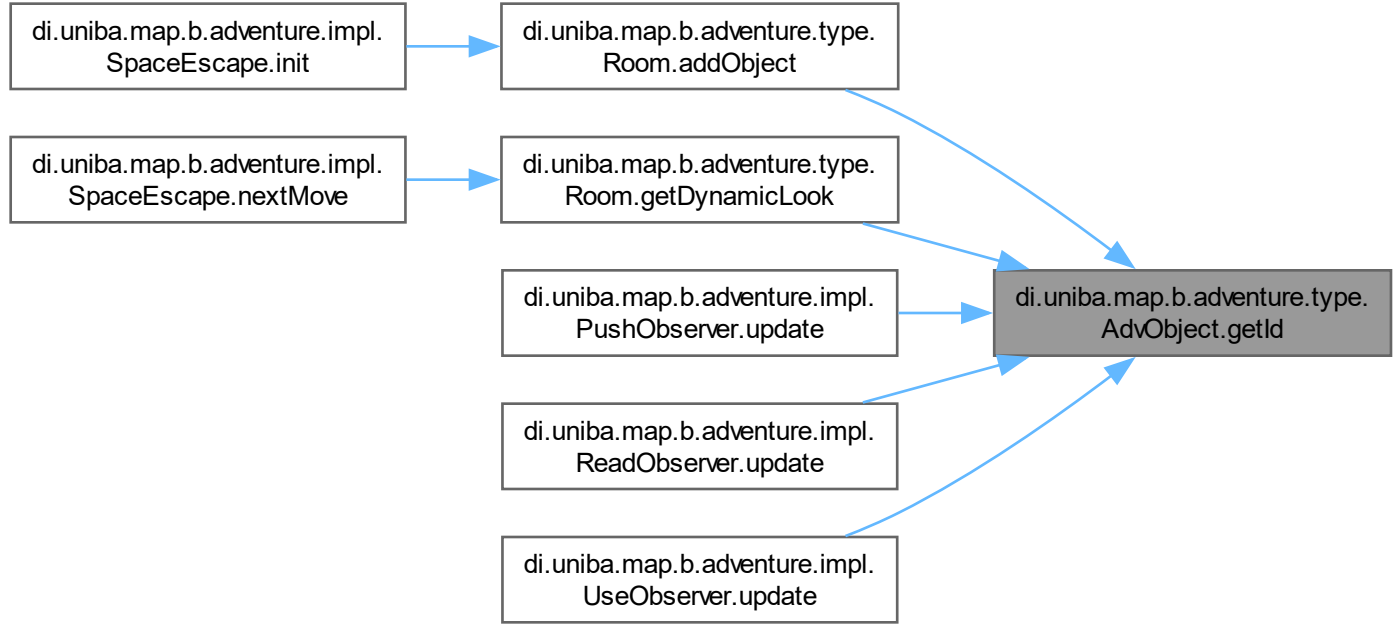 di.uniba.map.b.adventure.impl.
SpaceEscape.init
di.uniba.map.b.adventure.type.
Room.addObject
di.uniba.map.b.adventure.impl.
SpaceEscape.nextMove
di.uniba.map.b.adventure.type.
Room.getDynamicLook
di.uniba.map.b.adventure.impl.
PushObserver.update
di.uniba.map.b.adventure.type.
AdvObject.getId
di.uniba.map.b.adventure.impl.
ReadObserver.update
di.uniba.map.b.adventure.impl.
UseObserver.update